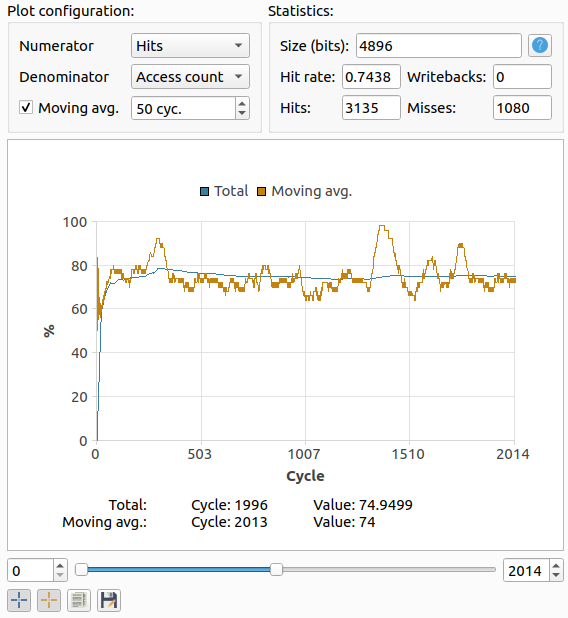 Plot configuration:
Statistics:
Numerator Hits
Denominator Access count
Moving avg. 50 cyc.
Size (bits): 4896 ?
Hit rate: 0.7438 Writebacks: 0
Hits: 3135 Misses: 1080
Total Moving avg.
100
80
60
40
20
0
%
0 503 1007 1510 2014
Cycle
Total: Cycle: 1996 Value: 74.9499
Moving avg.: Cycle: 2013 Value: 74
0 2014